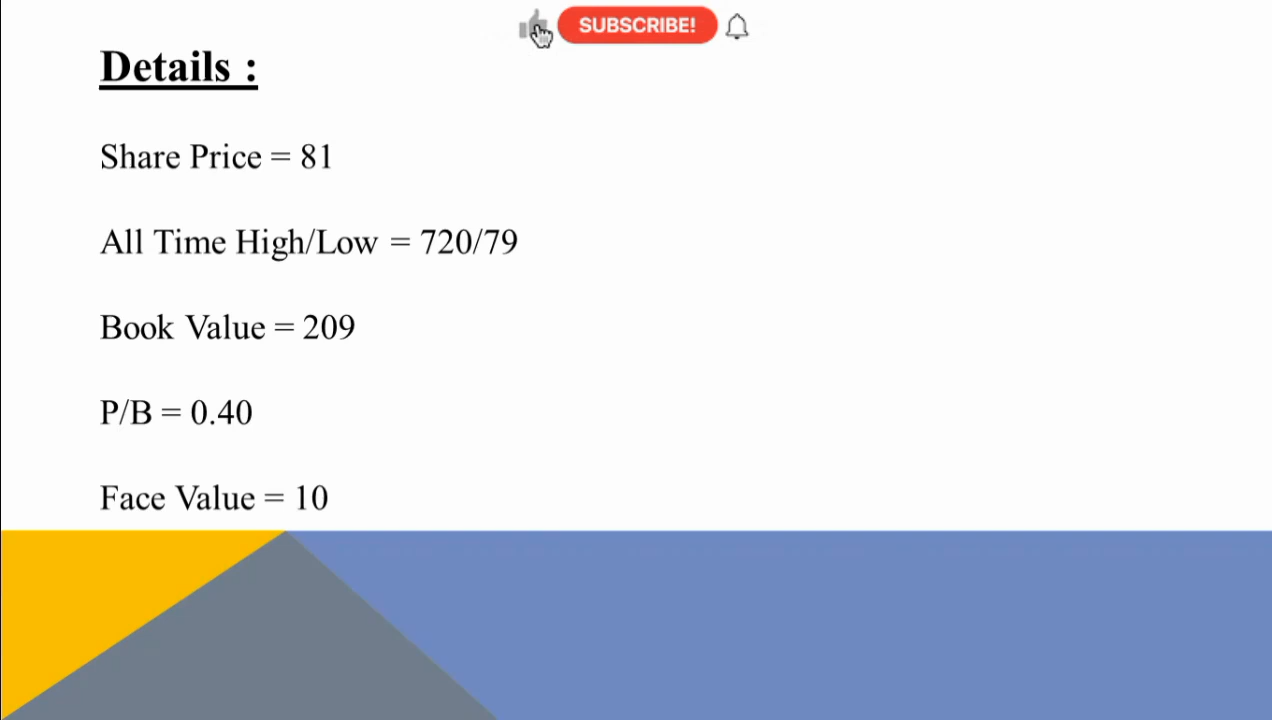 SUBSCRIBE!
Details :
Share Price = 81
All Time High/Low = 720/79
Book Value = 209
P/B = 0.40
Face Value = 10